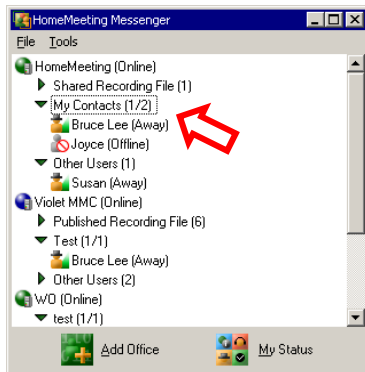 HomeMeeting Messenger
File Tools
HomeMeeting (Online)
Shared Recording File (1)
My Contacts (1/2)
Bruce Lee (Away)
Joyce (Offline)
Other Users (1)
Susan (Away)
Violet MMC (Online)
Published Recording File (6)
Test (1/1)
Bruce Lee (Away)
Other Users (2)
WO (Online)
test (1/1)
Add Office My Status